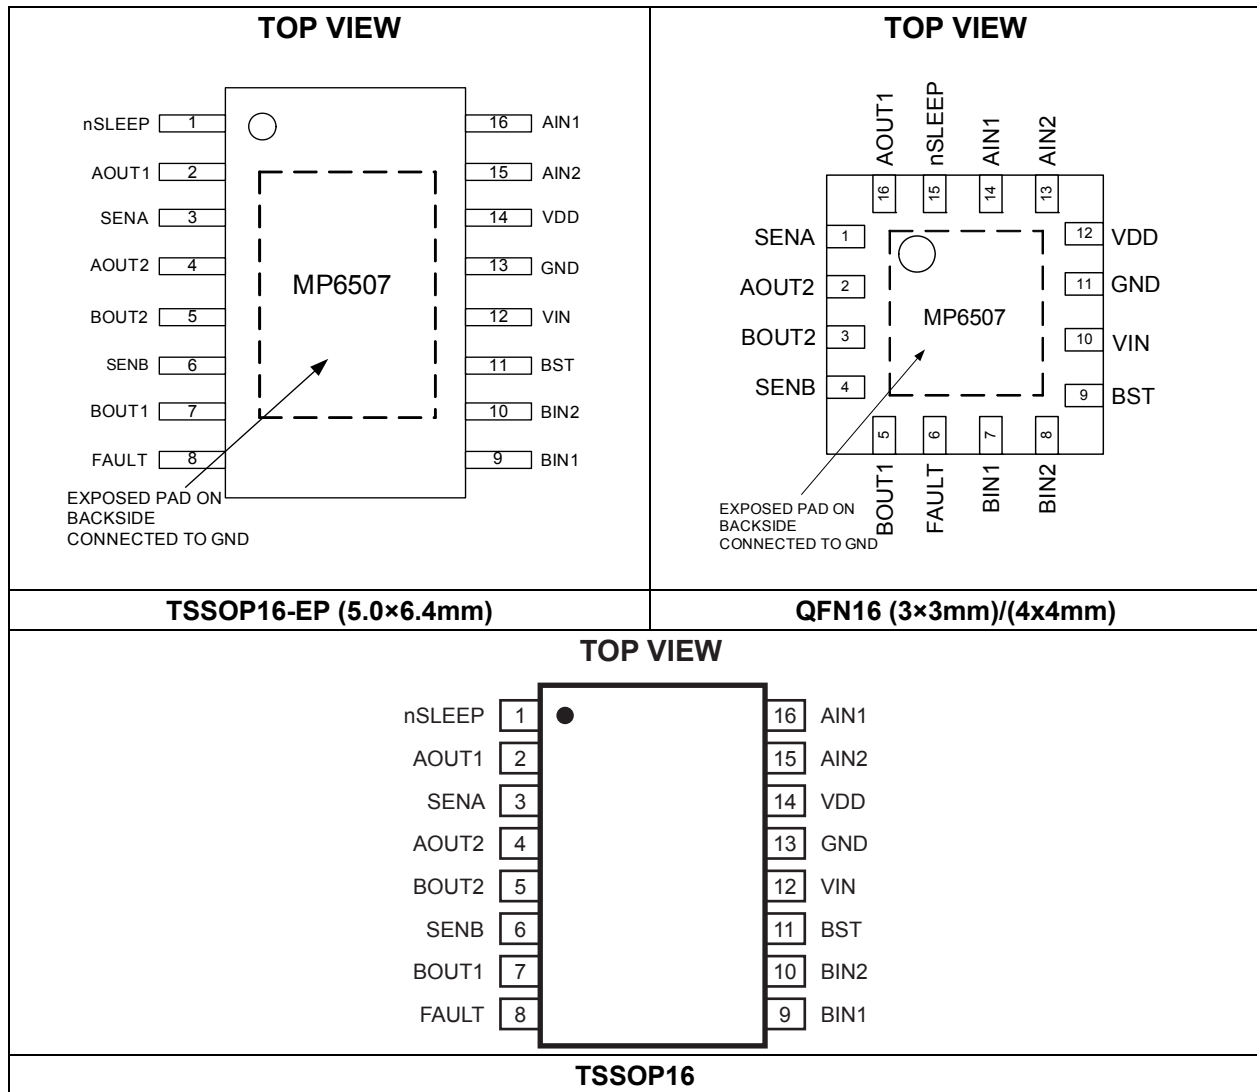 TOP VIEW
nSLEEP 1
AOUT1 2
SENA 3
AOUT2 4
BOUT2 5
SENB 6
BOUT1 7
FAULT 8
16 AIN1
15 AIN2
14 VDD
13 GND
12 VIN
11 BST
10 BIN2
9 BIN1
MP6507
EXPOSED PAD ON
BACKSIDE
CONNECTED TO GND
TSSOP16-EP (5.0×6.4mm)
TOP VIEW
AOUT1 16
nSLEEP 15
AIN1 14
AIN2 13
SENA 1
AOUT2 2
BOUT2 3
SENB 4
12 VDD
11 GND
10 VIN
9 BST
MP6507
5 BOUT1
6 FAULT
7 BIN1
8 BIN2
EXPOSED PAD ON
BACKSIDE
CONNECTED TO GND
QFN16 (3×3mm)/(4x4mm)
TOP VIEW
nSLEEP 1
AOUT1 2
SENA 3
AOUT2 4
BOUT2 5
SENB 6
BOUT1 7
FAULT 8
16 AIN1
15 AIN2
14 VDD
13 GND
12 VIN
11 BST
10 BIN2
9 BIN1
TSSOP16